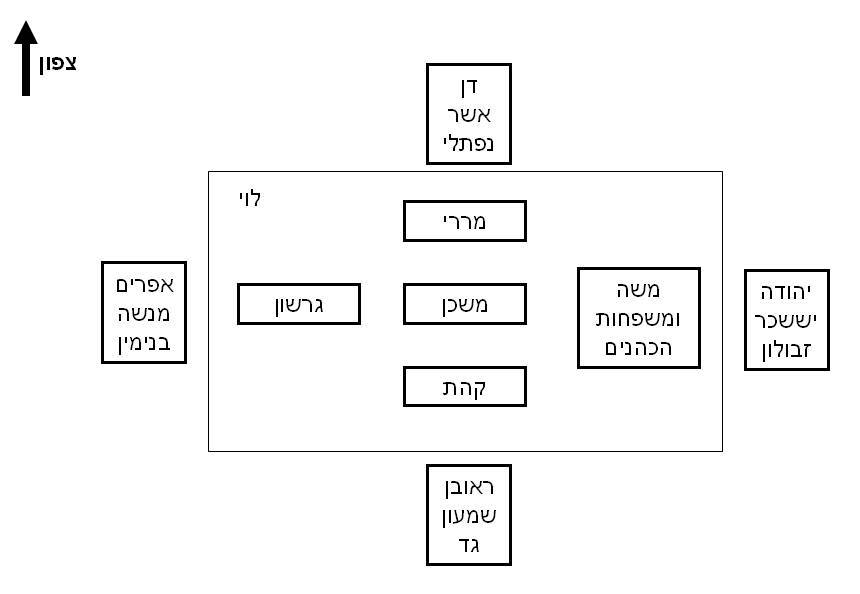 צפון
דן
אשר
נפתלי
לוי
מררי
יהודה
יששכר
זבולון
משה
ומשפחות
הכהנים
משכן
גרשון
אפרים
מנשה
בנימין
קהת
ראובן
שמעון
גד